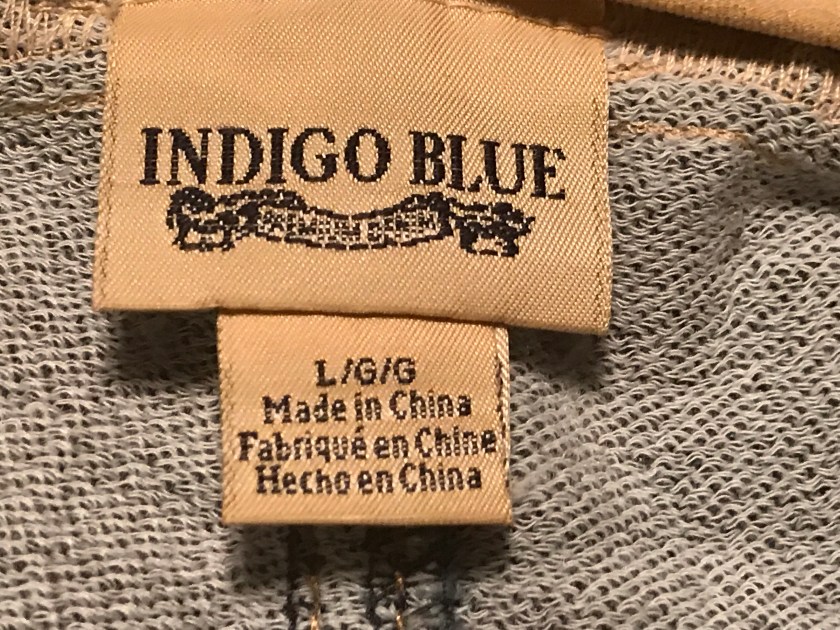 INDIGO BLUE
L/G/G
Made in China
Fabriqué en Chine
Hecho en China